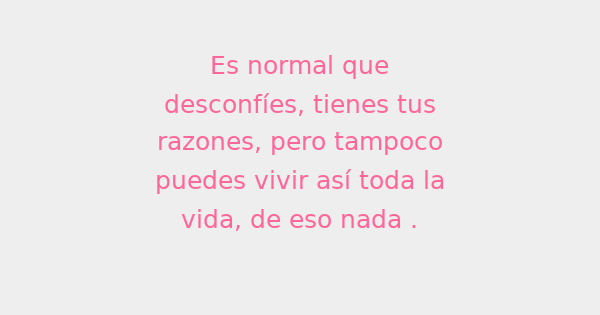 Es normal que
desconfíes, tienes tus
razones, pero tampoco
puedes vivir así toda la
vida, de eso nada .